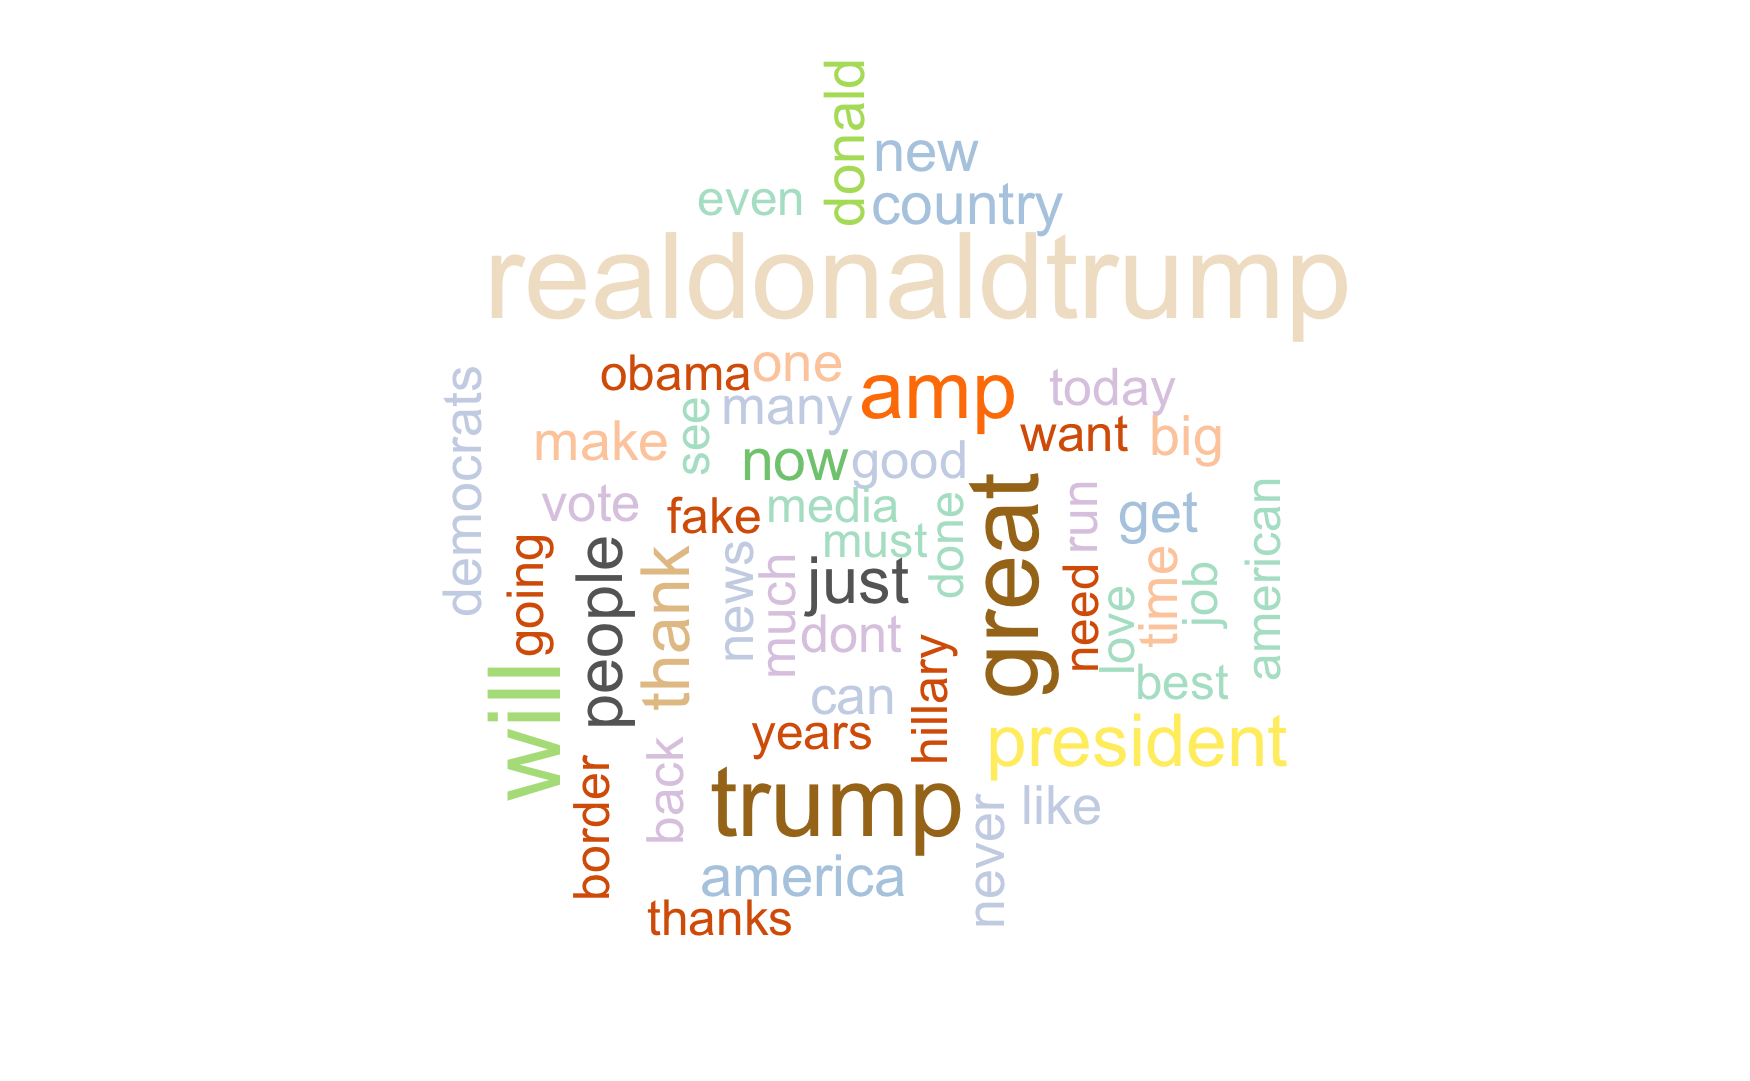 donald
new
even
country
realdonaldtrump
obama
one
amp
today
democrats
see
many
make
want
big
now
good
vote
fake
media
great
run
get
american
going
people
thank
news
much
must
done
just
need
love
time
job
dont
will
can
hillary
best
years
president
border
back
trump
never
like
america
thanks